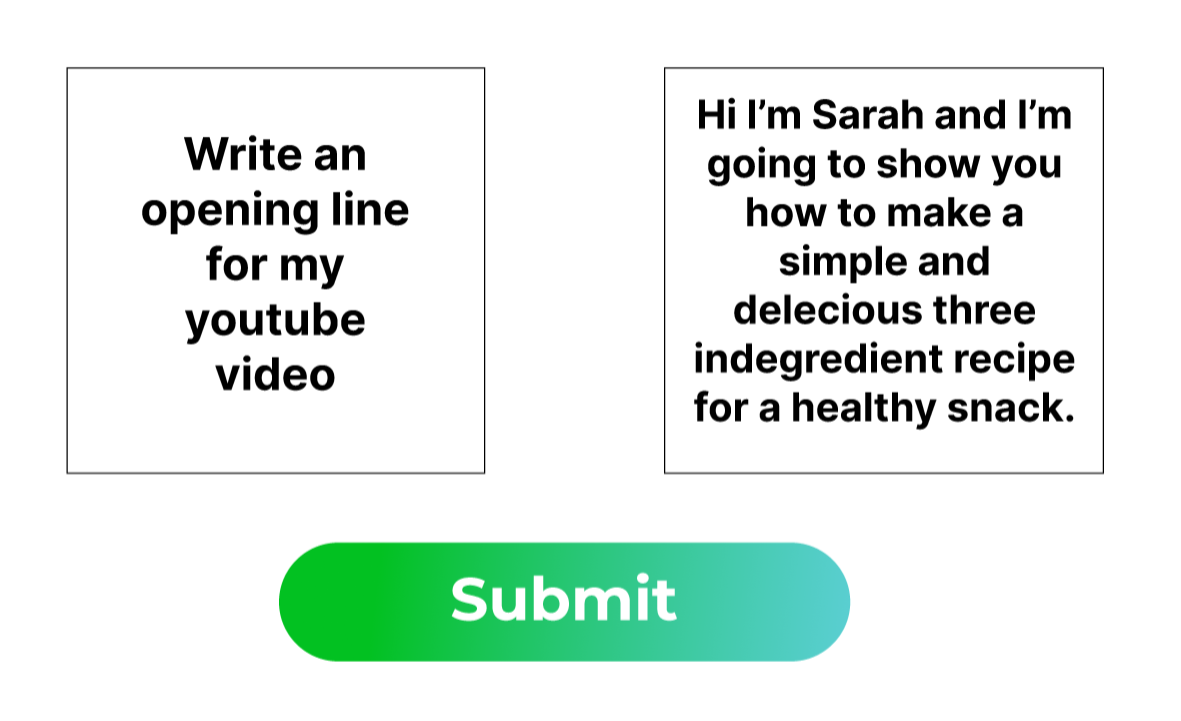 Write an
opening line
for my
youtube
video
Hi I’m Sarah and I’m
going to show you
how to make a
simple and
delecious three
indegredient recipe
for a healthy snack.
Submit